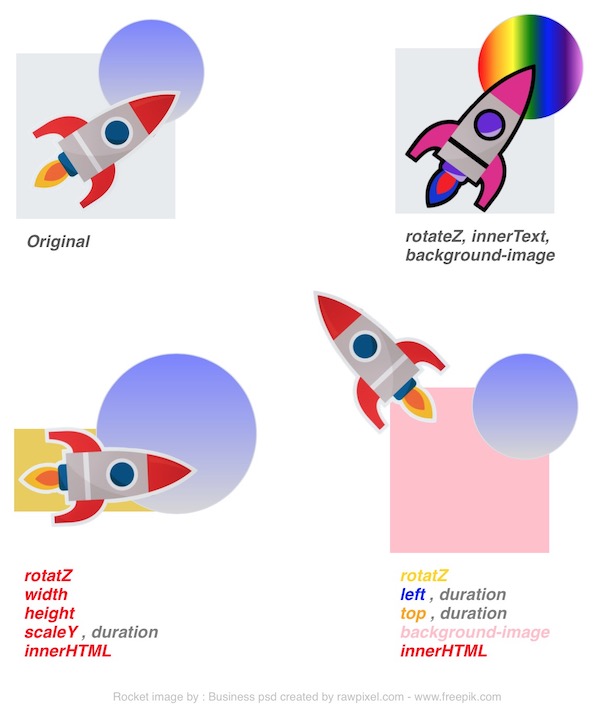 Original
rotateZ, innerText,
background-image
rotatZ
width
height
scaleY , duration
innerHTML
rotatZ
left , duration
top , duration
background-image
innerHTML
Rocket image by : Business psd created by rawpixel.com - www.freepik.com